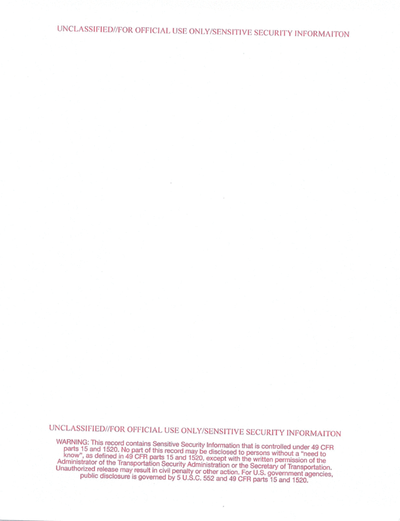 UNCLASSIFIED//FOR OFFICIAL USE ONLY/SENSITIVE SECURITY INFORMAITON
UNCLASSIFIED//FOR OFFICIAL USE ONLY/SENSITIVE SECURITY INFORMAITON
WARNING: This record contains Sensitive Security Information that is controlled under 49 CFR
parts 15 and 1520. No part of this record may be disclosed to persons without a "need to
know", as defined in 49 CFR parts 15 and 1520, except with the written permission of the
Administrator of the Transportation Security Administration or the Secretary of Transportation.
Unauthorized release may result in civil penalty or other action. For U.S. government agencies,
public disclosure is governed by 5 U.S.C. 552 and 49 CFR parts 15 and 1520.